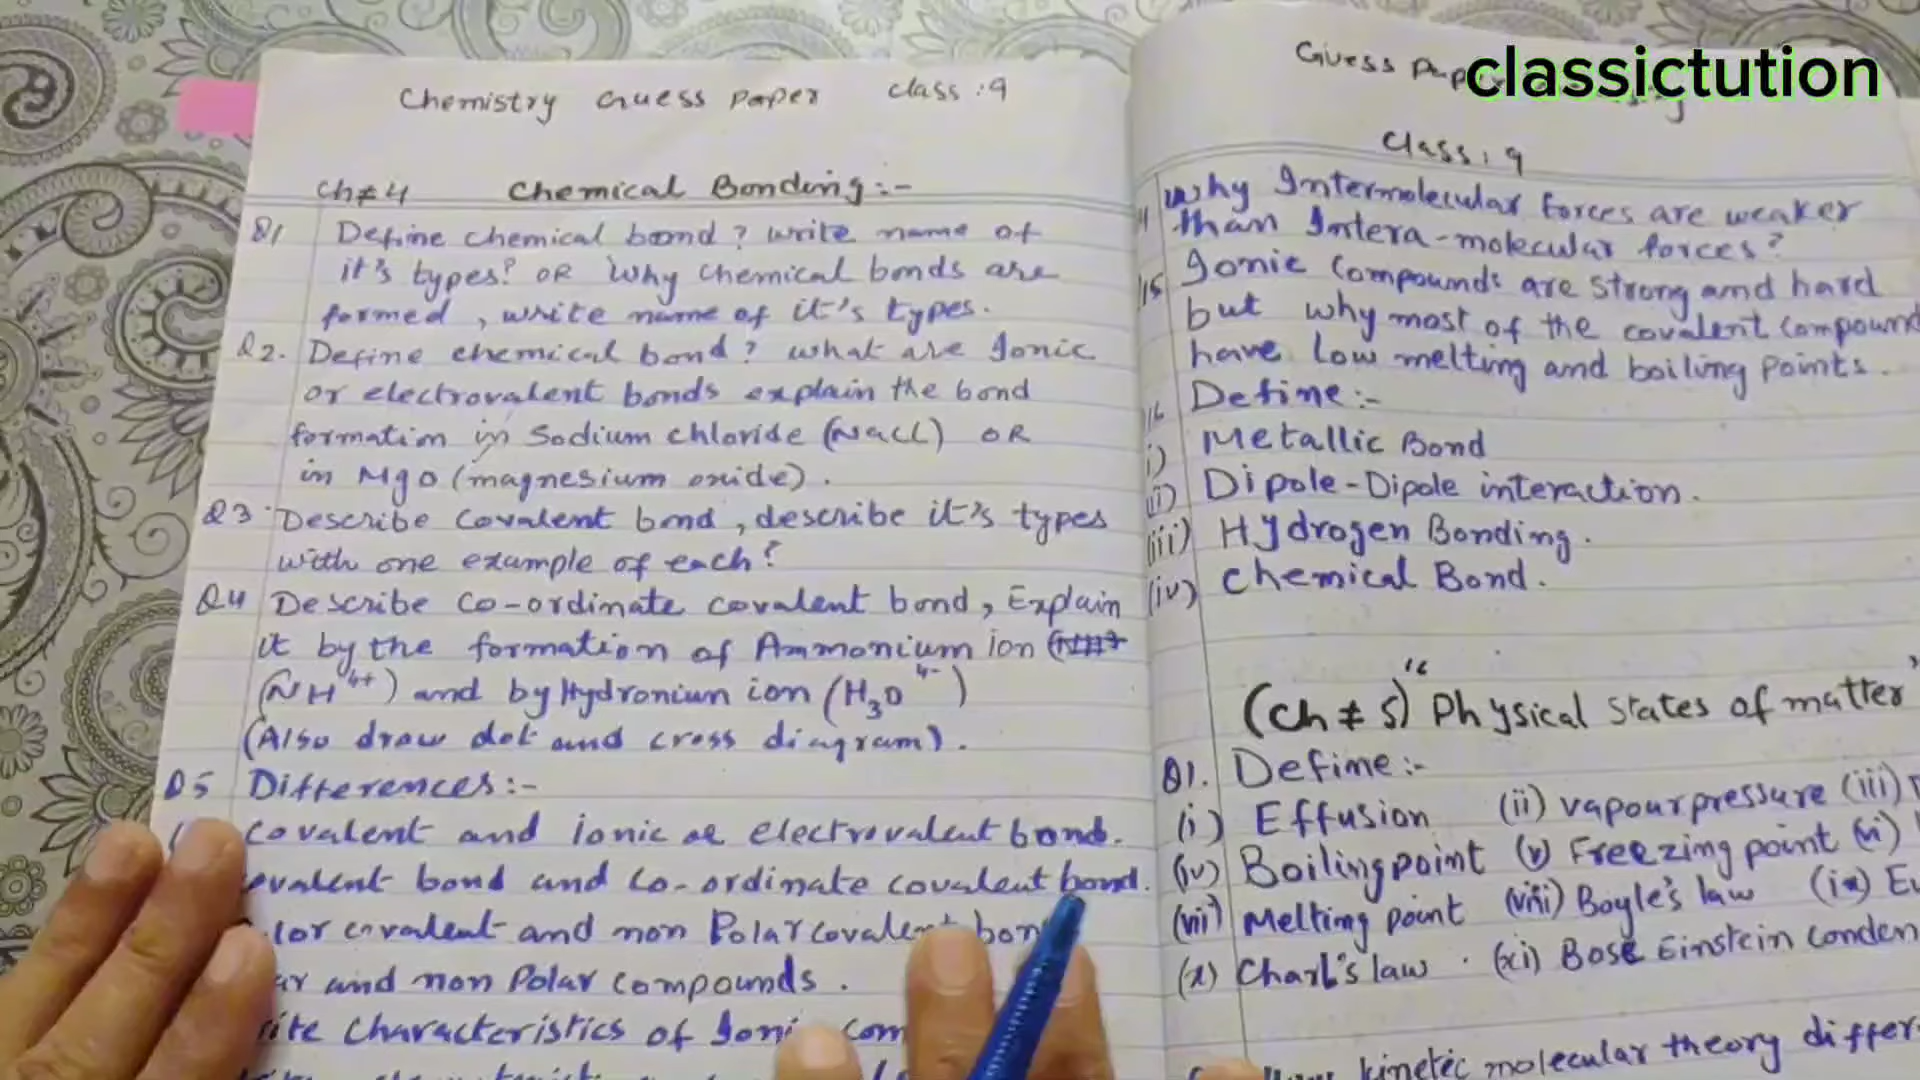 classictution
Chemistry Guess Paper class :9
Ch# 4 Chemical Bonding:-
Q1 Define chemical bond? write name of
it's types? OR Why chemical bonds are
formed, write name of it's types.
Q2. Define chemical bond? what are Ionic
or electrovalent bonds explain the bond
formation in Sodium chloride (NaCl) OR
in MgO (magnesium oxide).
Q3. Describe Covalent bond, describe it's types
with one example of each?
Q4 Describe Co-ordinate covalent bond, Explain
it by the formation of Ammonium ion
(NH4+) and by Hydronium ion (H3O
(Also draw dot and cross diagram).
Q5 Differences:-
covalent and ionic or electrovalent bond.
ovalent bond and Co-ordinate covalent bond.
lar covalent and non Polar covalent bon
ar and non Polar compounds.
ite Characteristics of Ionic com
Guess Pap
Class: 9
Why Intermolecular forces are weaker
than Intera-molecular forces?
15 Ionic compounds are strong and hard
but why most of the covalent compound
have low melting and boiling points.
16 Define:-
i) Metallic Bond
ii) Dipole-Dipole interaction.
iii) Hydrogen Bonding.
(iv) Chemical Bond.
(Ch # 5) "Physical States of matter"
Q1. Define:-
(i) Effusion (ii) vapour pressure (iii)
(iv) Boiling point (v) Freezing point (vi)
(vii) Melting point (viii) Boyle's law (ix) Ev
(x) Charl's law. (xi) Bose Einstein conden
kinetic molecular theory differ